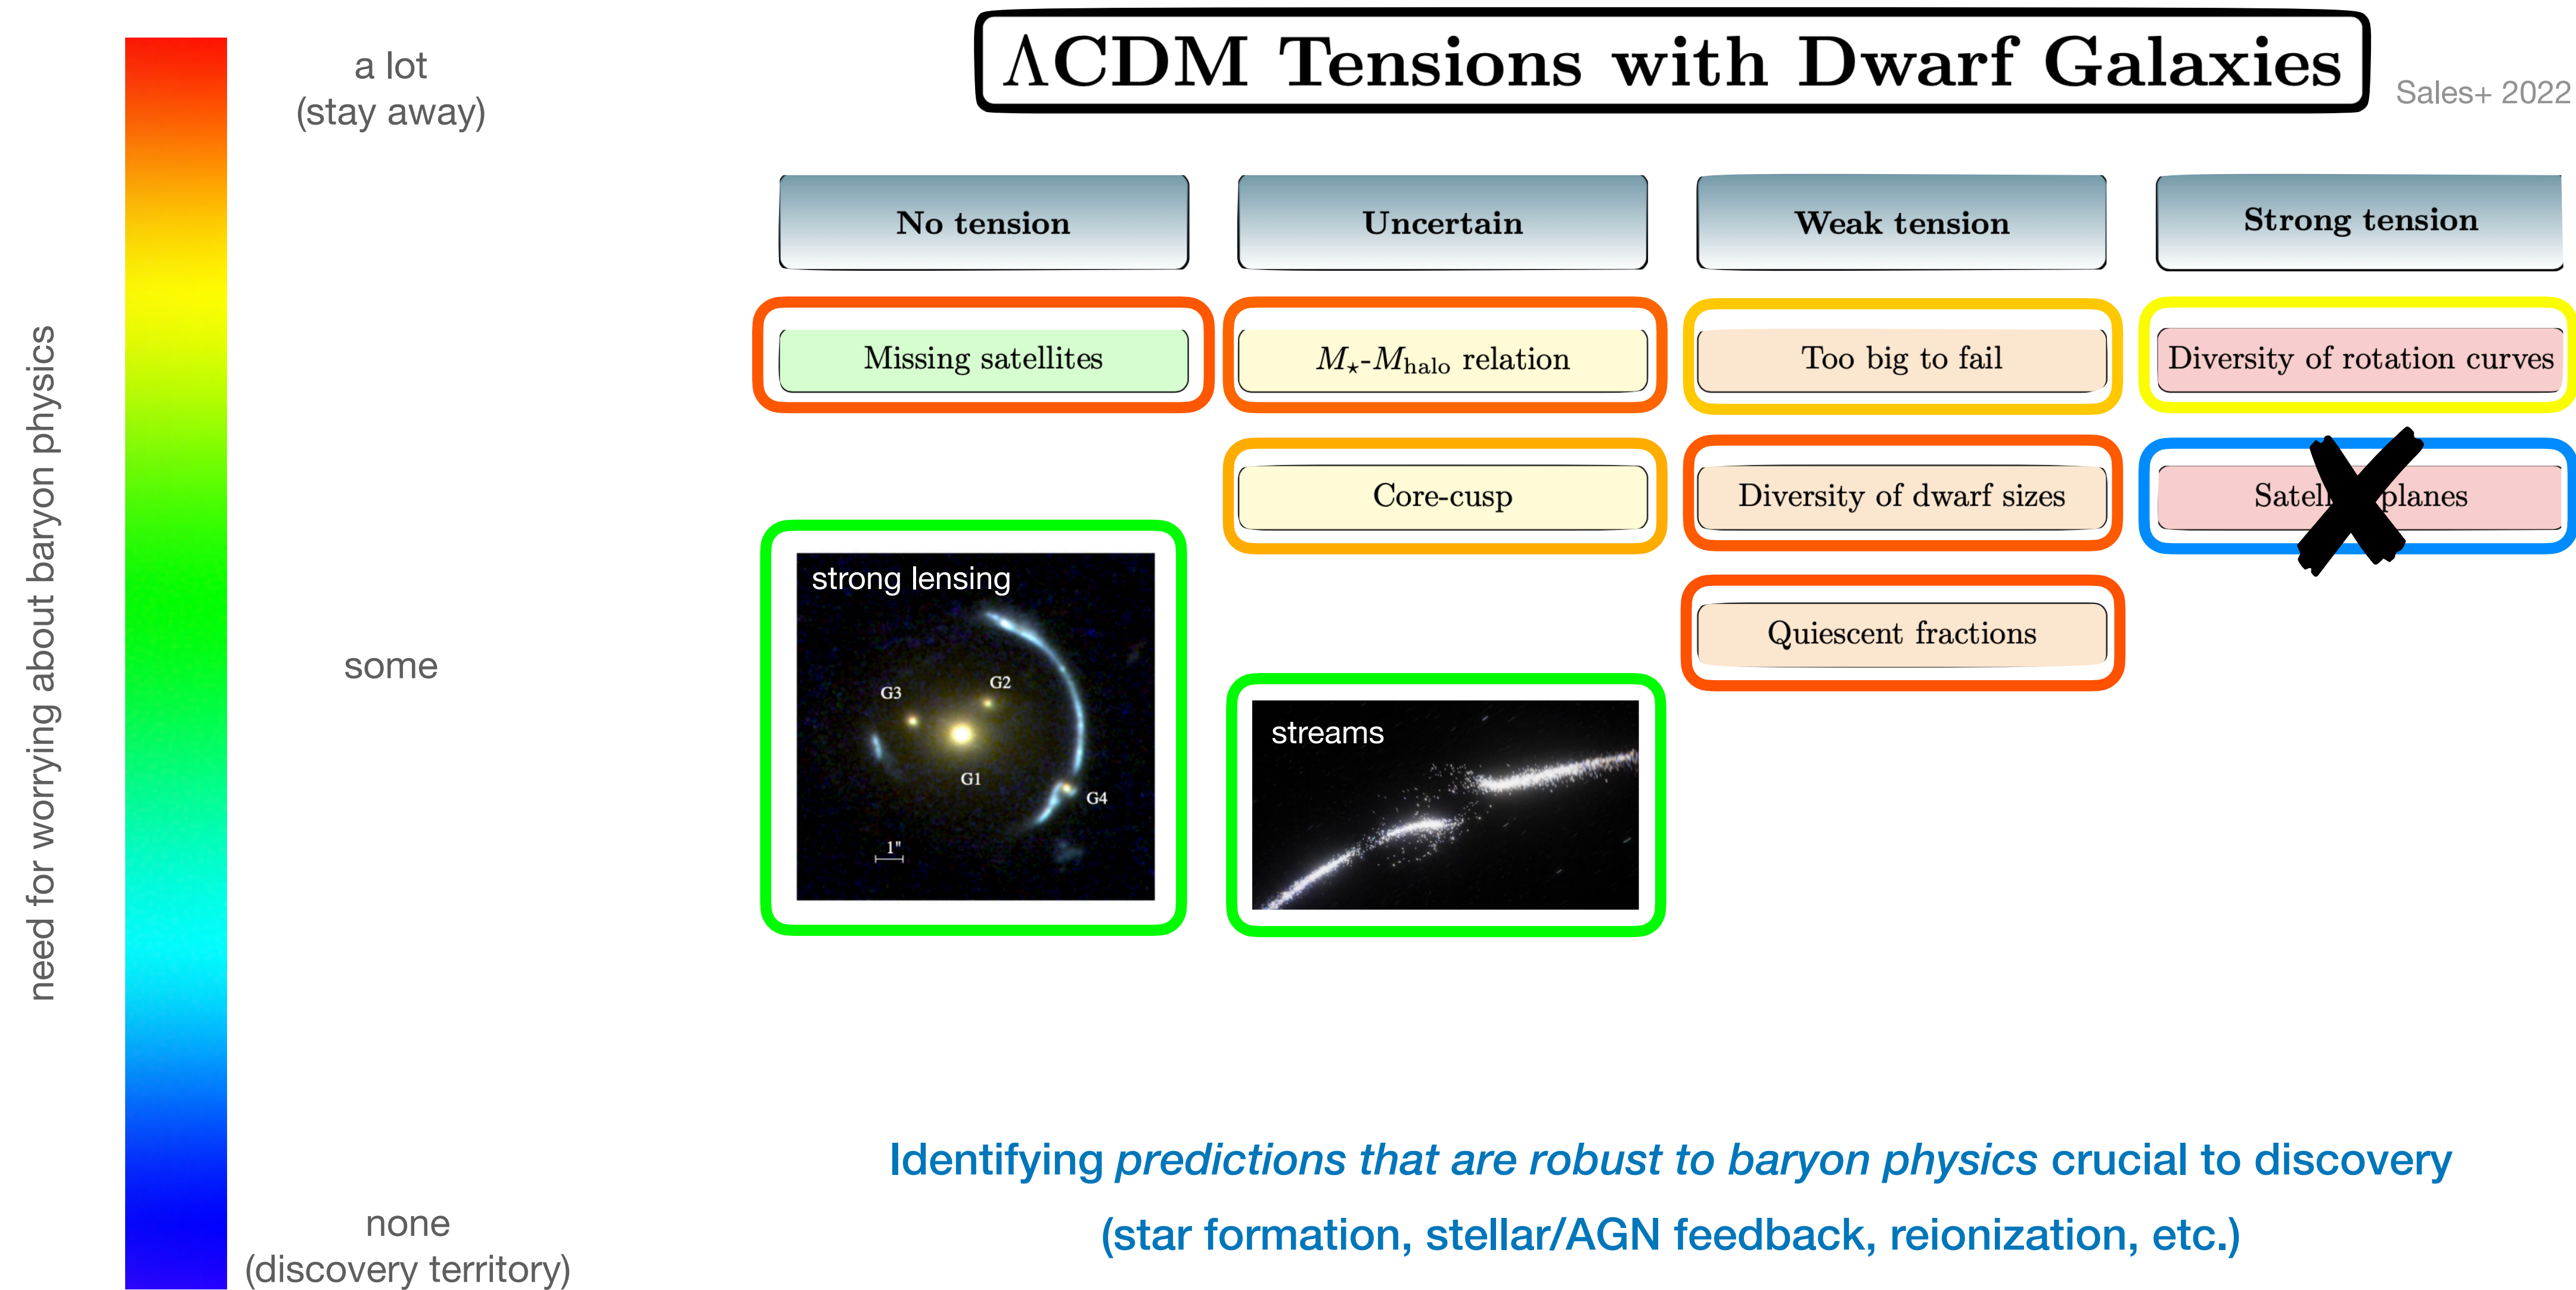 ΛCDM Tensions with Dwarf Galaxies
Sales+ 2022
need for worrying about baryon physics
a lot
(stay away)
some
none
(discovery territory)
No tension
Uncertain
Weak tension
Strong tension
Missing satellites
M⋆-Mhalo relation
Too big to fail
Diversity of rotation curves
Core-cusp
Diversity of dwarf sizes
planes
Quiescent fractions
strong lensing
G3
G2
G1
G4
1"
streams
Identifying predictions that are robust to baryon physics crucial to discovery
(star formation, stellar/AGN feedback, reionization, etc.)